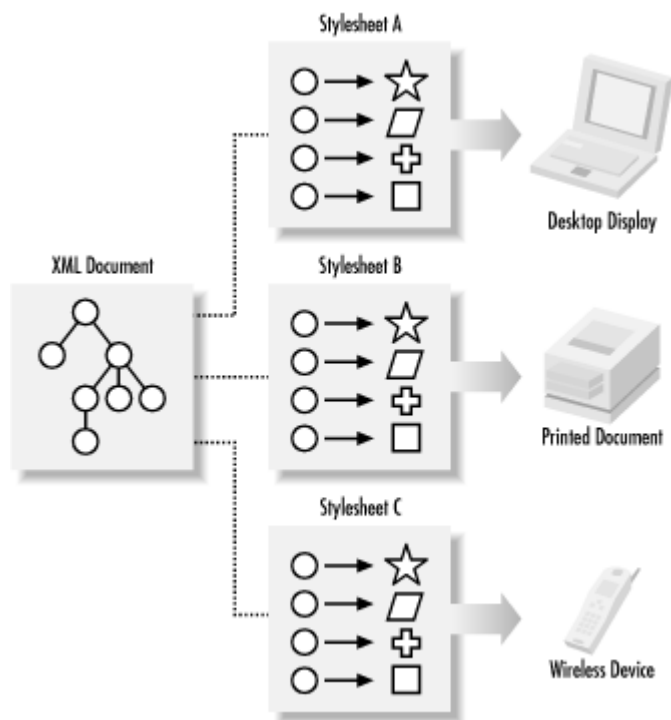 Stylesheet A
Desktop Display
XML Document
Stylesheet B
Printed Document
Stylesheet C
Wireless Device